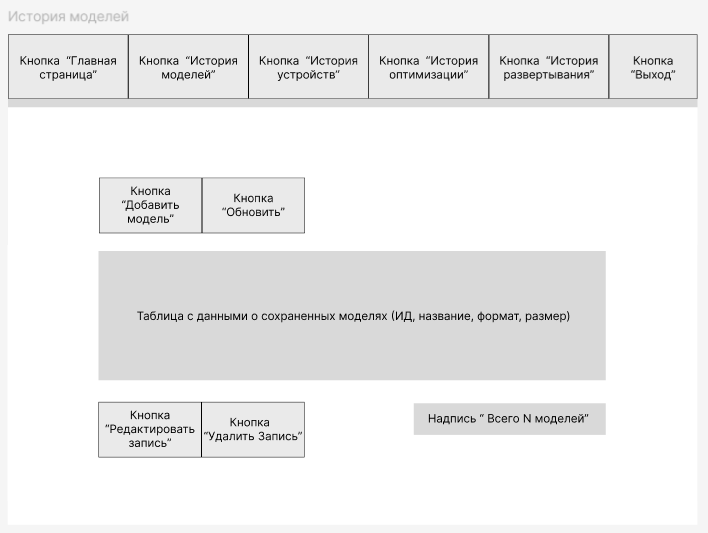 История моделей
Кнопка “Главная
страница”
Кнопка “История
моделей”
Кнопка “История
устройств”
Кнопка “История
оптимизации”
Кнопка “История
развертывания”
Кнопка
“Выход”
Кнопка
“Добавить
модель”
Кнопка
“Обновить”
Таблица с данными о сохраненных моделях (ИД, название, формат, размер)
Кнопка
“Редактировать
запись”
Кнопка
“Удалить Запись”
Надпись “ Всего N моделей”